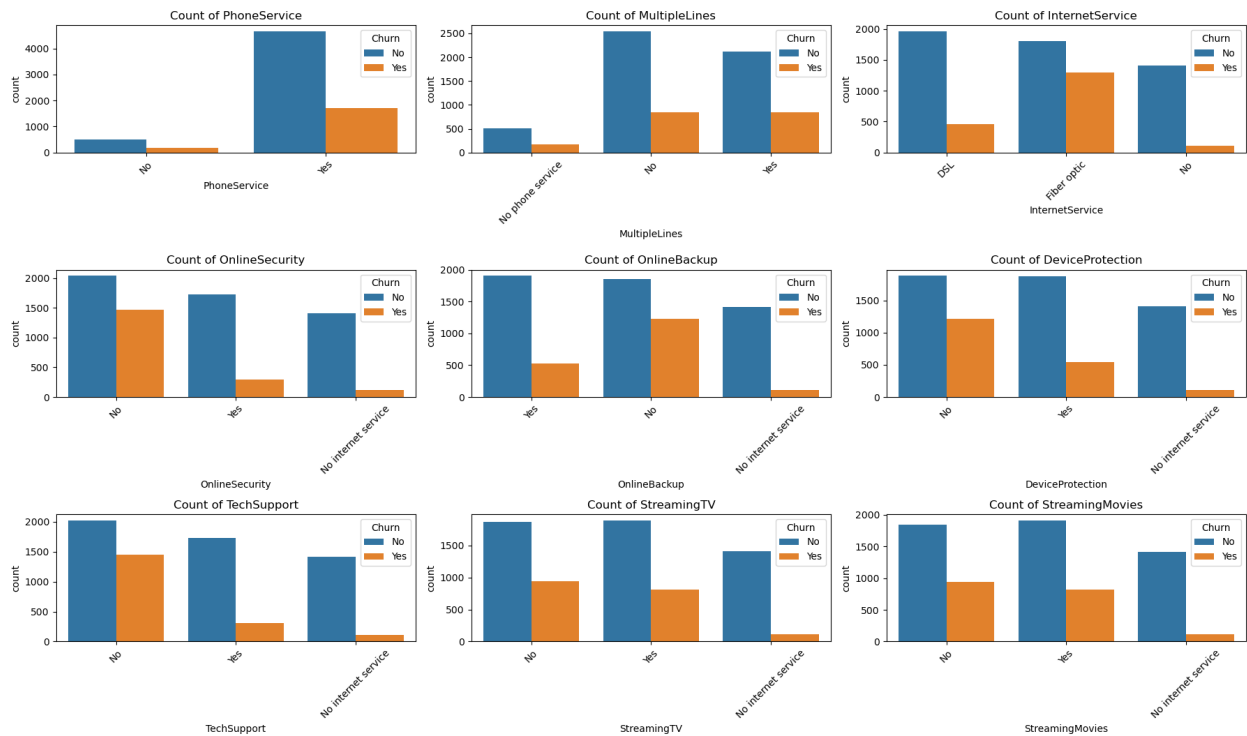 Count of PhoneService
Churn
No
Yes
4000
3000
2000
1000
0
count
No
Yes
PhoneService
Count of MultipleLines
Churn
No
Yes
2500
2000
1500
1000
500
0
count
No phone service
No
Yes
MultipleLines
Count of InternetService
Churn
No
Yes
2000
1500
1000
500
0
count
DSL
Fiber optic
No
InternetService
Count of OnlineSecurity
Churn
No
Yes
2000
1500
1000
500
0
count
No
Yes
No internet service
OnlineSecurity
Count of OnlineBackup
Churn
No
Yes
2000
1500
1000
500
0
count
Yes
No
No internet service
OnlineBackup
Count of DeviceProtection
Churn
No
Yes
1500
1000
500
0
count
No
Yes
No internet service
DeviceProtection
Count of TechSupport
Churn
No
Yes
2000
1500
1000
500
0
count
No
Yes
No internet service
TechSupport
Count of StreamingTV
Churn
No
Yes
1500
1000
500
0
count
No
Yes
No internet service
StreamingTV
Count of StreamingMovies
Churn
No
Yes
2000
1500
1000
500
0
count
No
Yes
No internet service
StreamingMovies